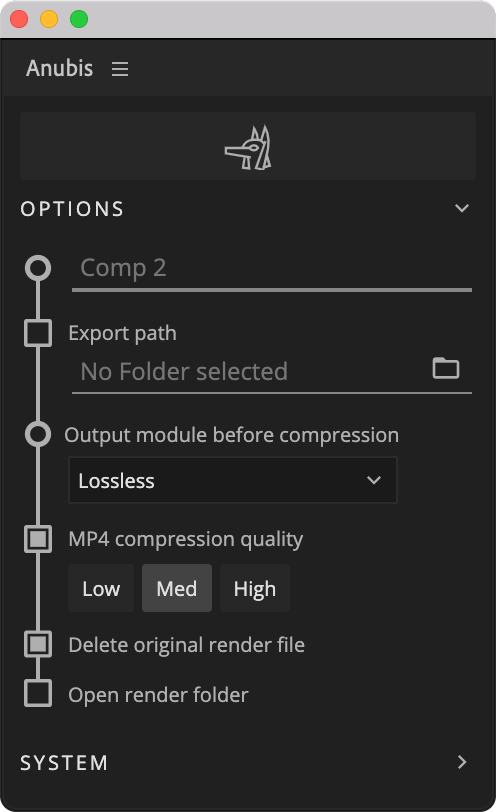 Anubis
OPTIONS
Comp 2
Export path
No Folder selected
Output module before compression
Lossless
MP4 compression quality
Low Med High
Delete original render file
Open render folder
SYSTEM